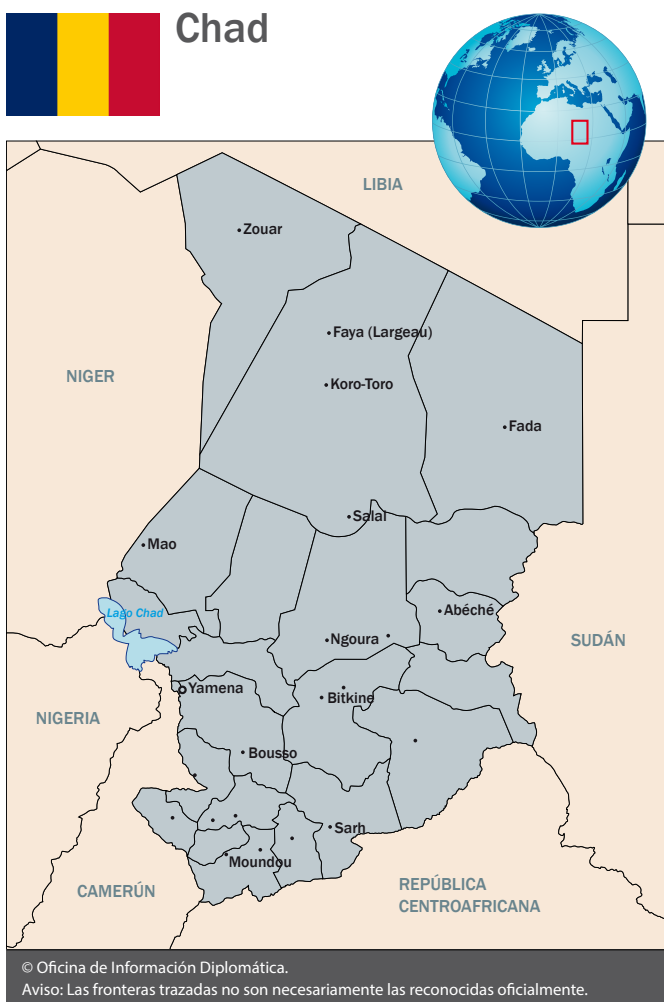 Chad
LIBIA
Zouar
Faya (Largeau)
NIGER
Koro-Toro
Fada
Salal
Mao
Lago Chad
Abéché
Ngoura
SUDÁN
Yamena
Bitkine
NIGERIA
Bousso
Sarh
Moundou
CAMERÚN
REPÚBLICA
CENTROAFRICANA
© Oficina de Información Diplomática.
Aviso: Las fronteras trazadas no son necesariamente las reconocidas oficialmente.